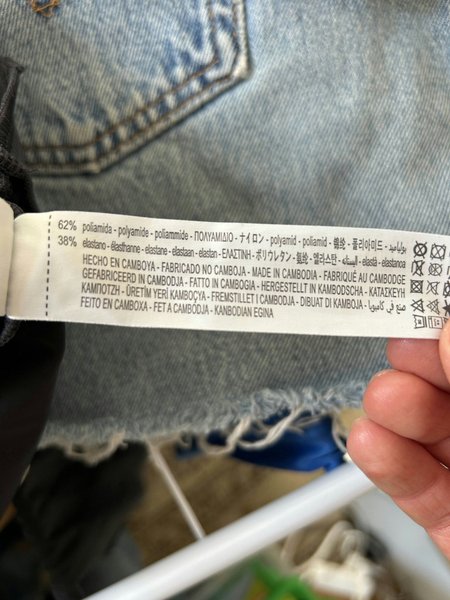 62% poliamida - polyamide - poliammide - ΠΟΛΥΑΜΙΔΙΟ - ナイロン - polyamid - poliamid - 锦纶 - 폴리아미드 - بولياميد
38% elastano - élasthanne - elastane - elastaan - elastan - ΕΛΑΣΤΙΝΗ - ポリウレタン - 氨纶 - 엘라스탄 - elastā - elastanoa
HECHO EN CAMBOYA - FABRICADO NO CAMBOJA - MADE IN CAMBODIA - FABRIQUÉ AU CAMBODGE
GEFABRICEERD IN CAMBODJA - FATTO IN CAMBOGIA - HERGESTELLT IN KAMBODSCHA - ΚΑΤΑΣΚΕΥΗ
ΚΑΜΠΟΤΖΗ - ÜRETİM YERİ KAMBOÇYA - FREMSTILLET I CAMBODJA - DIBUAT DI KAMBOJA - صنع في كامبوديا
FEITO EN CAMBOXA - FET A CAMBODJA - KANBODIAN EGINA